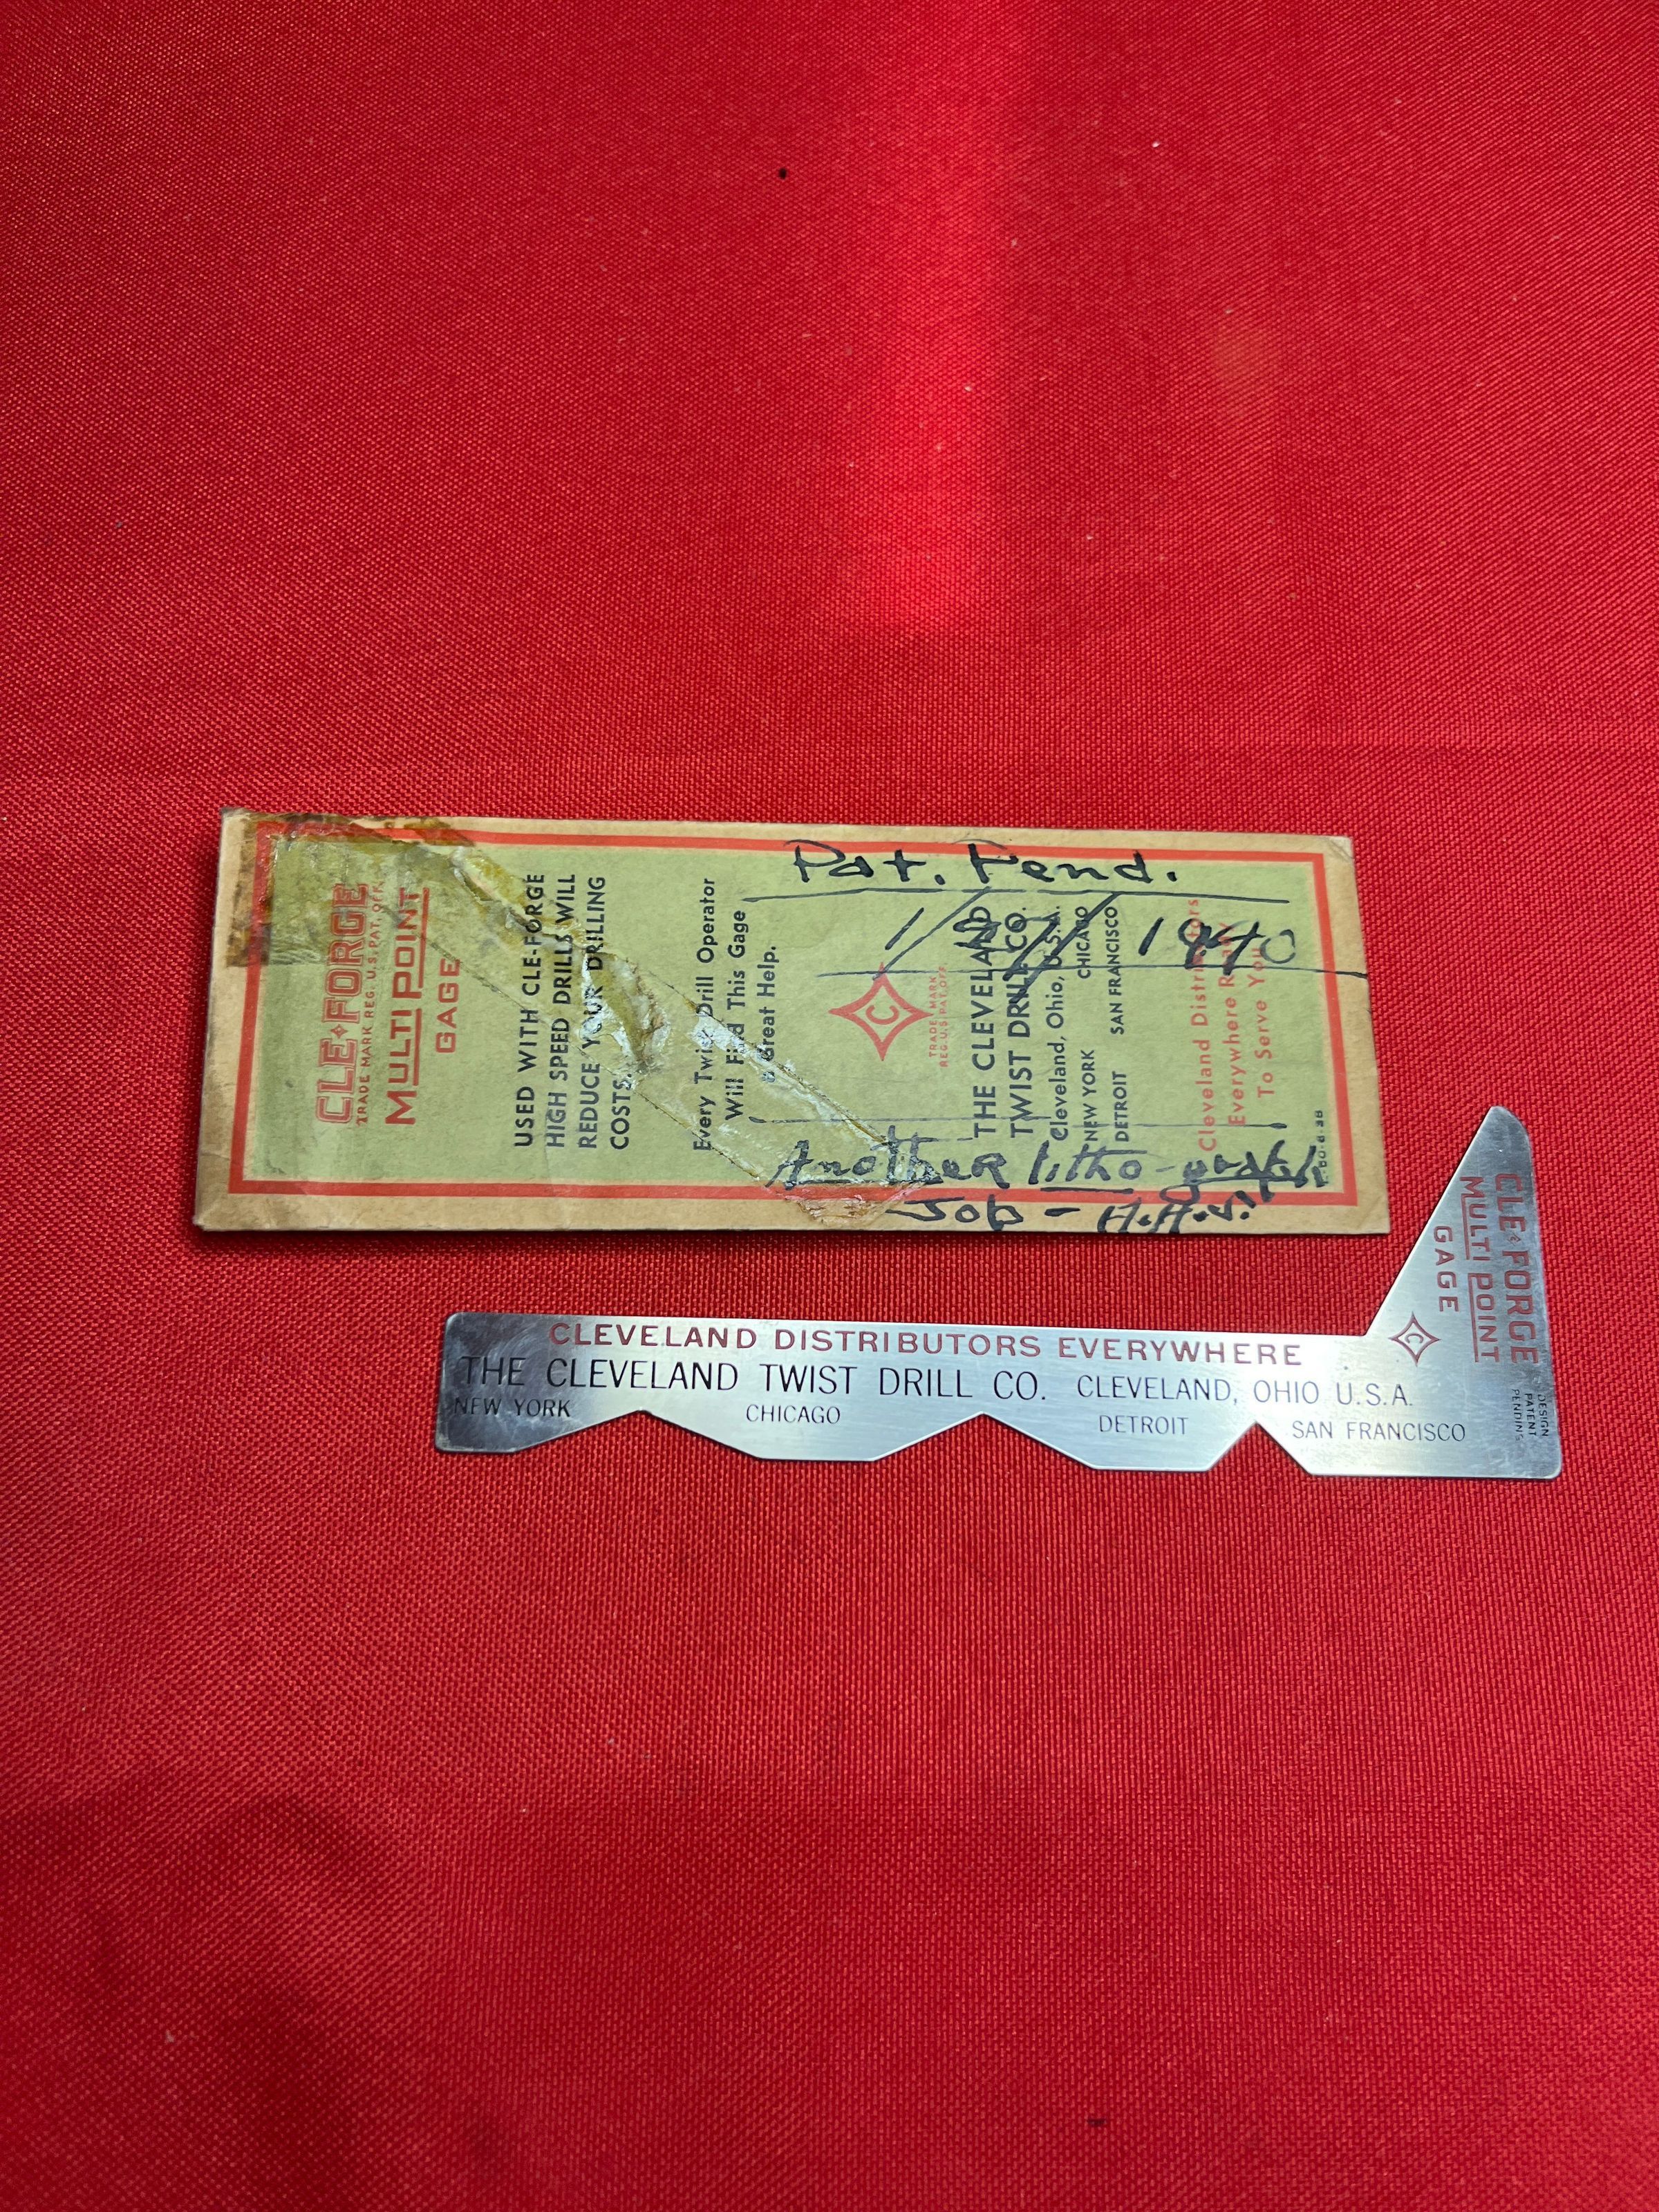 CLE FORGE
TRADE MARK REG. U.S. PAT. OFF.
MULTI POINT
GAGE
USED WITH CLE-FORGE
HIGH SPEED DRILLS WILL
REDUCE YOUR DRILLING
COSTS.
Every Twist Drill Operator
Will Find This Gage
a Great Help.
C
TRADE MARK
REG. U.S. PAT. OFF.
THE CLEVELAND
TWIST DRILL CO.
Cleveland, Ohio, U.S.A.
NEW YORK CHICAGO
DETROIT SAN FRANCISCO
Cleveland Distributors
Everywhere Ready
To Serve You
Pat. Pend.
1940
Another litho
Job - H.H.S.
CLEVELAND DISTRIBUTORS EVERYWHERE
THE CLEVELAND TWIST DRILL CO. CLEVELAND, OHIO U.S.A.
NEW YORK CHICAGO DETROIT SAN FRANCISCO
CLE FORGE
MULTI POINT
GAGE
C
DESIGN
PATENT
PENDING